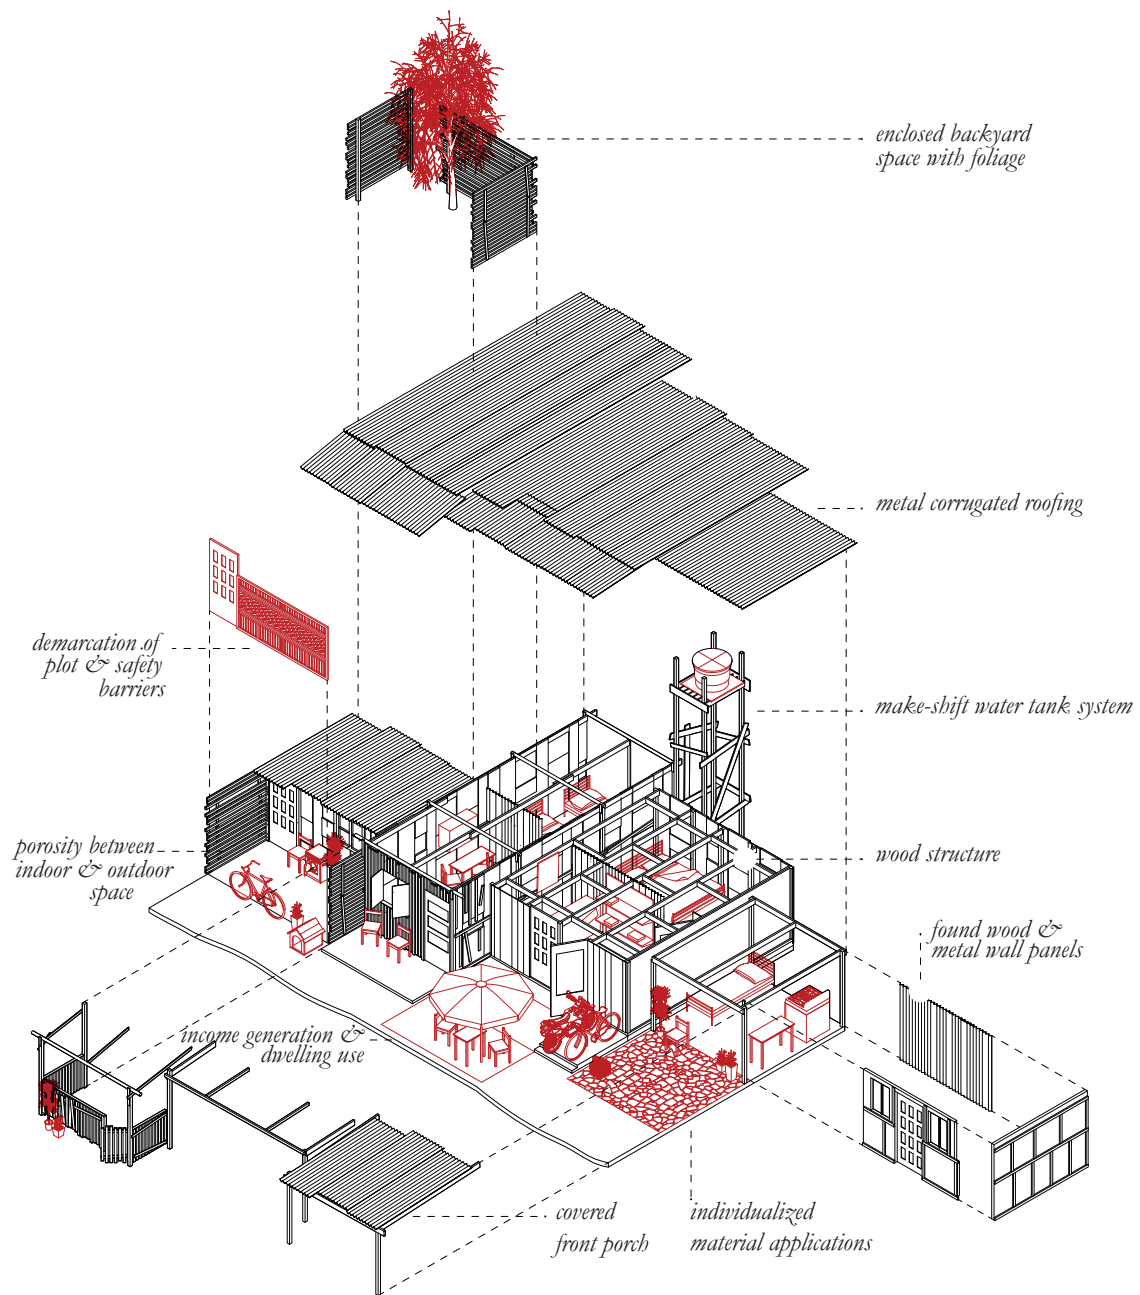 enclosed backyard
space with foliage
metal corrugated roofing
demarcation of
plot & safety
barriers
make-shift water tank system
porosity between
indoor & outdoor
space
wood structure
found wood &
metal wall panels
income generation &
dwelling use
covered
front porch
individualized
material applications